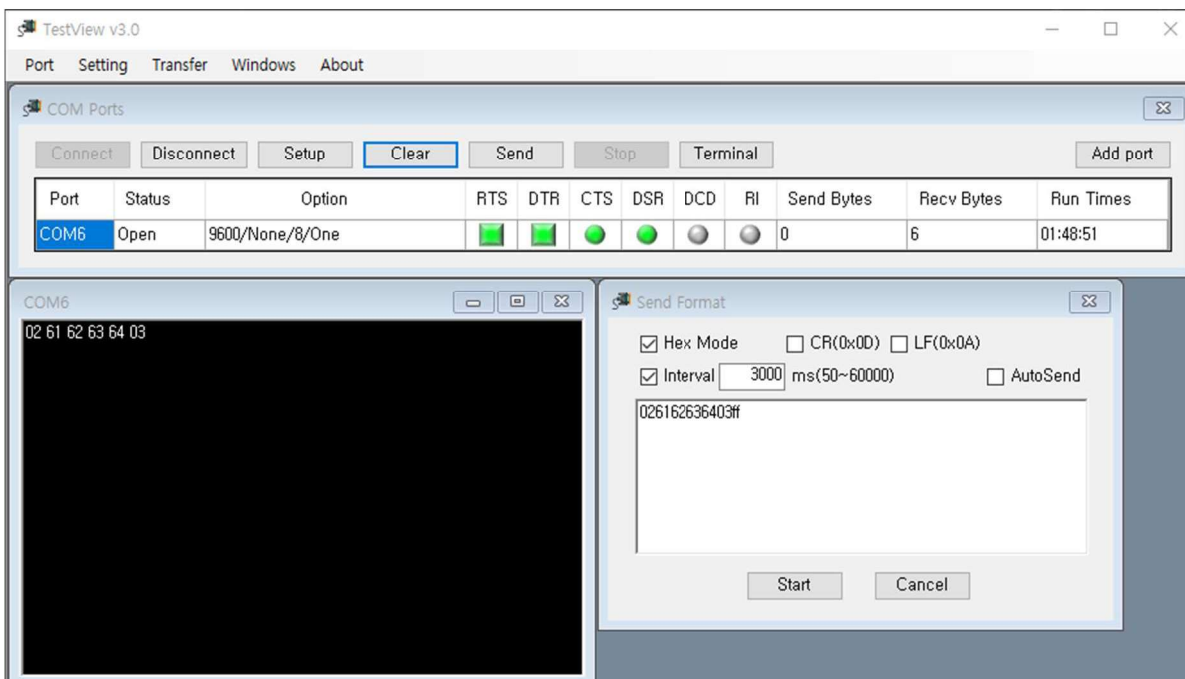 TestView v3.0
Port Setting Transfer Windows About
COM Ports
Connect Disconnect Setup Clear Send Stop Terminal Add port
Port Status Option RTS DTR CTS DSR DCD RI Send Bytes Recv Bytes Run Times
COM6 Open 9600/None/8/One 0 6 01:48:51
COM6
02 61 62 63 64 03
Send Format
Hex Mode CR(0x0D) LF(0x0A)
Interval 3000 ms(50~60000) AutoSend
026162636403ff
Start Cancel